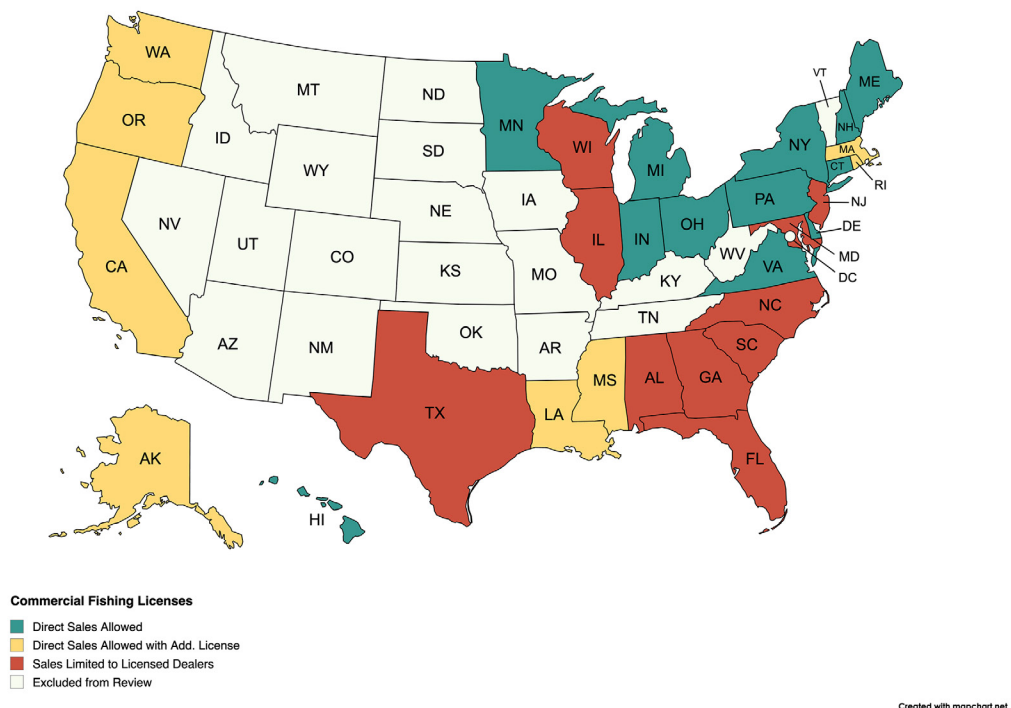 WA
MT
ND
MN
VT
ME
OR
ID
SD
WI
MI
NY
NH
MA
CT
RI
WY
NE
IA
PA
NJ
NV
UT
CO
KS
MO
IL
IN
OH
WV
VA
DE
MD
DC
CA
KY
NC
AZ
NM
OK
AR
TN
SC
TX
LA
MS
AL
GA
AK
FL
HI
Commercial Fishing Licenses
Direct Sales Allowed
Direct Sales Allowed with Add. License
Sales Limited to Licensed Dealers
Excluded from Review
Created with mapchart.net